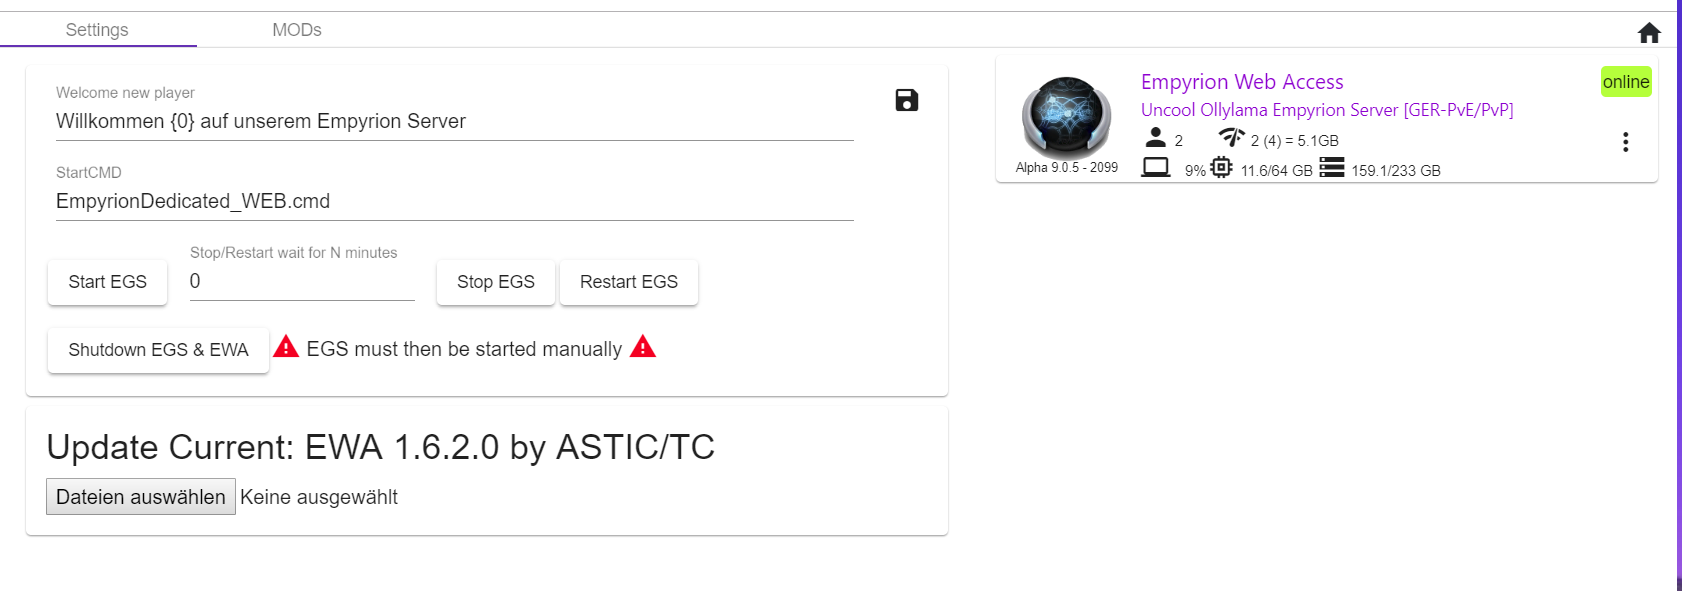 Settings
MODs
Welcome new player
Willkommen {0} auf unserem Empyrion Server
StartCMD
EmpyrionDedicated_WEB.cmd
Start EGS
Stop/Restart wait for N minutes
0
Stop EGS
Restart EGS
Shutdown EGS & EWA
EGS must then be started manually
Update Current: EWA 1.6.2.0 by ASTIC/TC
Dateien auswählen Keine ausgewählt
Empyrion Web Access
online
Uncool Ollylama Empyrion Server [GER-PvE/PvP]
2
2 (4) = 5.1GB
Alpha 9.0.5 - 2099
9%
11.6/64 GB
159.1/233 GB